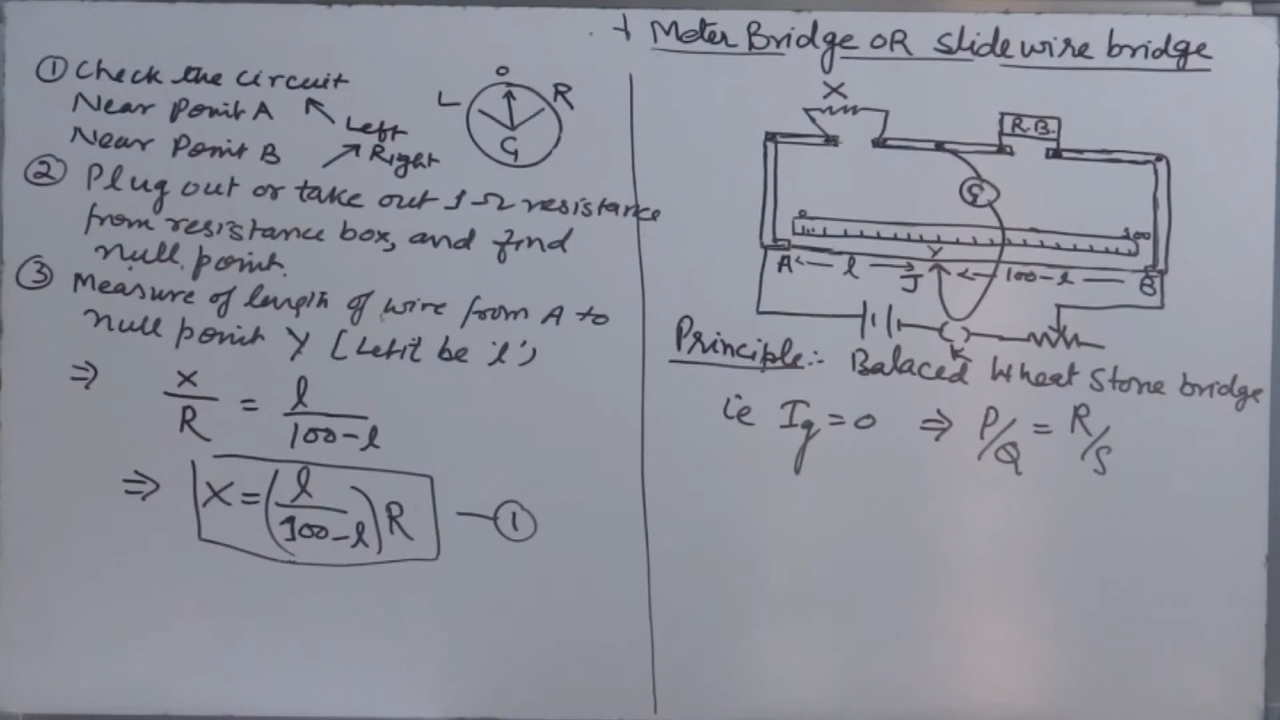 Meter Bridge OR slide wire bridge
① Check the circuit
Near Point A
Left
Near Point B
Right
L O R
G
② Plug out or take out 1 Ω resistance
from resistance box, and find
null point.
③ Measure of length of wire from A to
null point Y (Let it be 'l')
⇒ x/R = l/100-l
⇒ X = (l/100-l) R — ①
X
R.B.
G
0 100
A ← l → J Y ← 100-l — B
Principle:- Balaced Wheat Stone bridge
ie Ig = 0 ⇒ P/Q = R/S